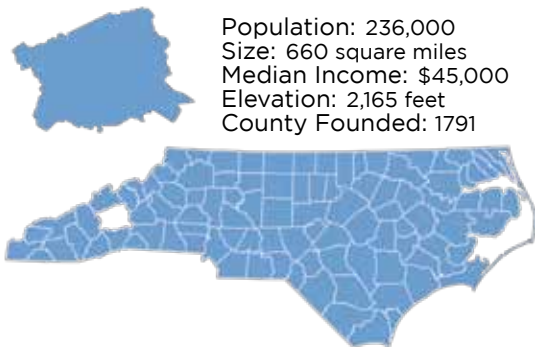 Population: 236,000
Size: 660 square miles
Median Income: $45,000
Elevation: 2,165 feet
County Founded: 1791